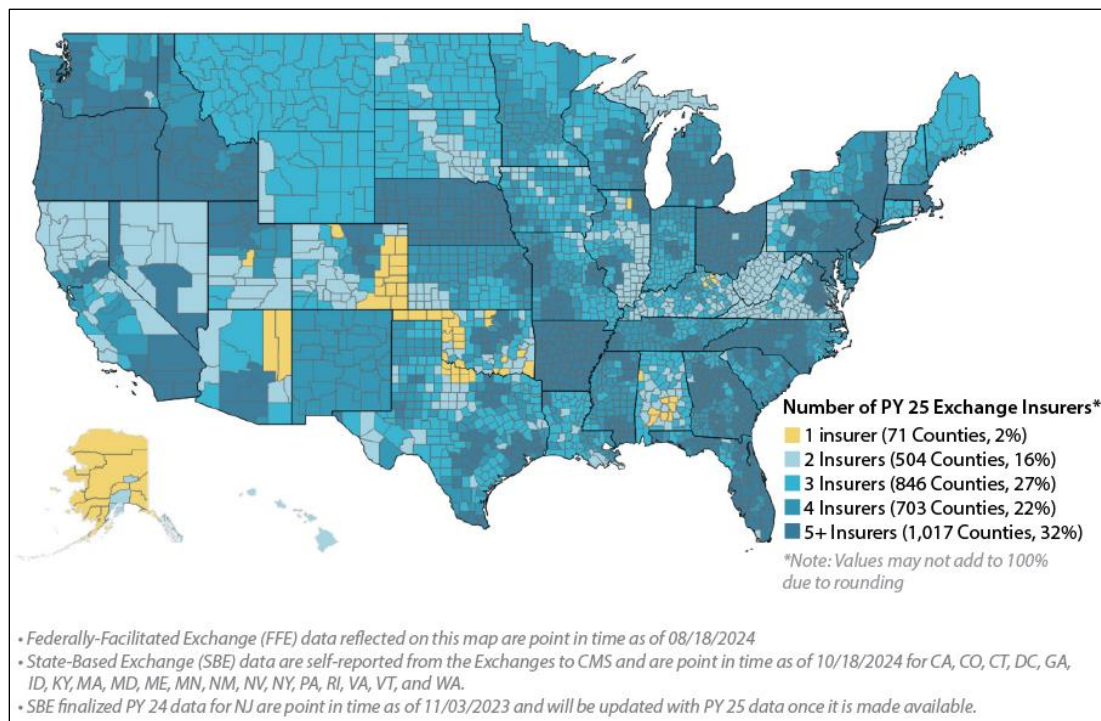 Number of PY 25 Exchange Insurers*
1 insurer (71 Counties, 2%)
2 Insurers (504 Counties, 16%)
3 Insurers (846 Counties, 27%)
4 Insurers (703 Counties, 22%)
5+ Insurers (1,017 Counties, 32%)
*Note: Values may not add to 100%
due to rounding
• Federally-Facilitated Exchange (FFE) data reflected on this map are point in time as of 08/18/2024
• State-Based Exchange (SBE) data are self-reported from the Exchanges to CMS and are point in time as of 10/18/2024 for CA, CO, CT, DC, GA,
ID, KY, MA, MD, ME, MN, NM, NV, NY, PA, RI, VA, VT, and WA.
• SBE finalized PY 24 data for NJ are point in time as of 11/03/2023 and will be updated with PY 25 data once it is made available.